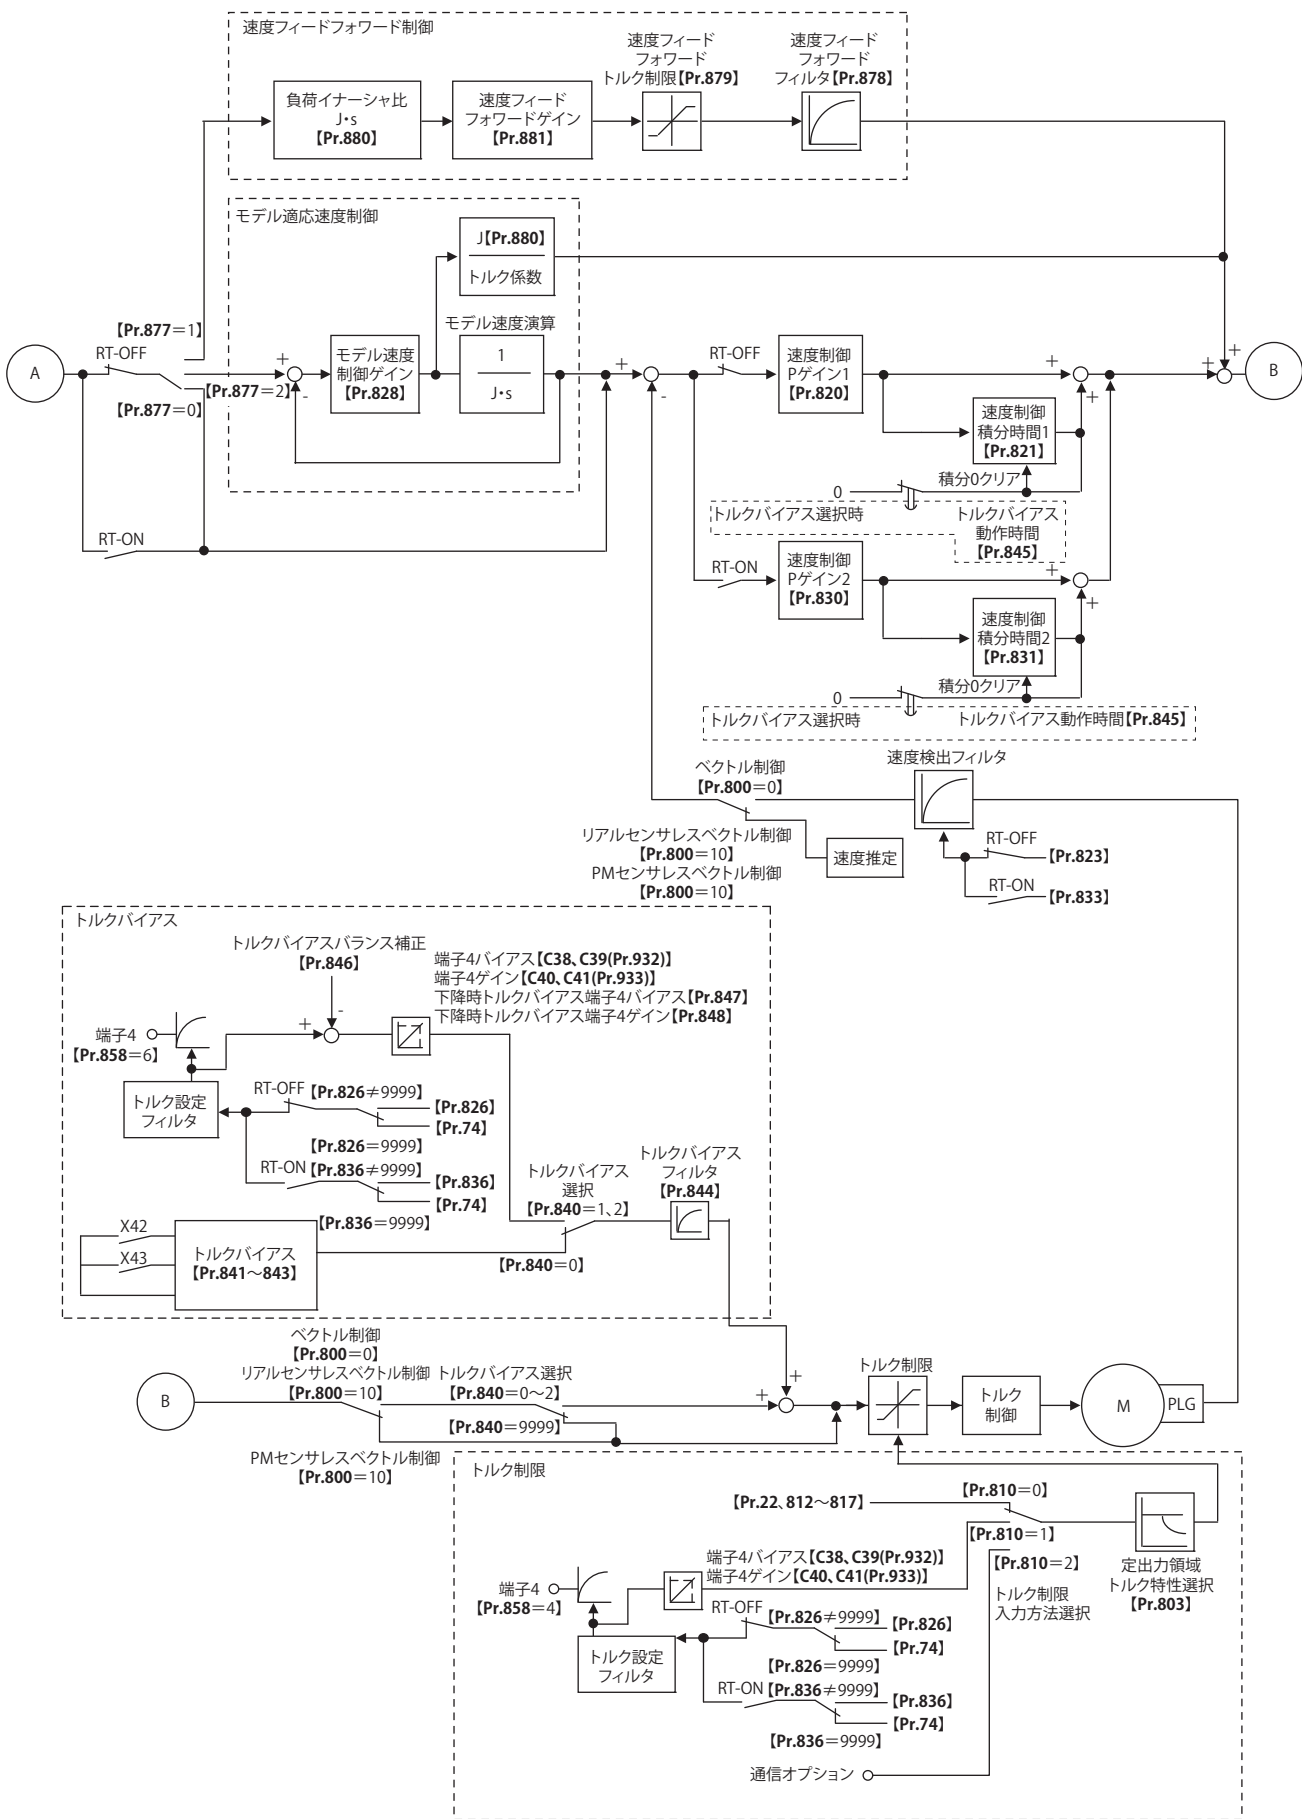 速度フィードフォワード制御
速度フィード
フォワード
トルク制限【Pr.879】
速度フィード
フォワード
フィルタ【Pr.878】
負荷イナーシャ比
J・s
【Pr.880】
速度フィード
フォワードゲイン
【Pr.881】
モデル適応速度制御
J【Pr.880】
トルク係数
モデル速度演算
【Pr.877＝1】
RT-OFF
A
【Pr.877＝2】
【Pr.877＝0】
+
-
モデル速度
制御ゲイン
【Pr.828】
1
J・s
+
-
RT-OFF
速度制御
Pゲイン1
【Pr.820】
+
+
+
+
B
速度制御
積分時間1
【Pr.821】
積分0クリア
0
トルクバイアス選択時
トルクバイアス
動作時間
【Pr.845】
RT-ON
RT-ON
速度制御
Pゲイン2
【Pr.830】
+
+
速度制御
積分時間2
【Pr.831】
積分0クリア
0
トルクバイアス選択時
トルクバイアス動作時間【Pr.845】
速度検出フィルタ
ベクトル制御
【Pr.800＝0】
リアルセンサレスベクトル制御
【Pr.800＝10】
PMセンサレスベクトル制御
【Pr.800＝10】
速度推定
RT-OFF
【Pr.823】
RT-ON
【Pr.833】
トルクバイアス
トルクバイアスバランス補正
【Pr.846】
端子4バイアス【C38、C39(Pr.932)】
端子4ゲイン【C40、C41(Pr.933)】
下降時トルクバイアス端子4バイアス【Pr.847】
下降時トルクバイアス端子4ゲイン【Pr.848】
+
-
端子4
【Pr.858＝6】
トルク設定
フィルタ
RT-OFF
【Pr.826≠9999】
【Pr.826】
【Pr.74】
【Pr.826＝9999】
RT-ON
【Pr.836≠9999】
【Pr.836】
【Pr.74】
【Pr.836＝9999】
トルクバイアス
選択
【Pr.840＝1、2】
トルクバイアス
フィルタ
【Pr.844】
X42
X43
トルクバイアス
【Pr.841～843】
【Pr.840＝0】
ベクトル制御
【Pr.800＝0】
リアルセンサレスベクトル制御
【Pr.800＝10】
トルクバイアス選択
【Pr.840＝0～2】
B
【Pr.840＝9999】
PMセンサレスベクトル制御
【Pr.800＝10】
+
+
トルク制限
トルク
制御
M
PLG
トルク制限
【Pr.22、812～817】
【Pr.810＝0】
【Pr.810＝1】
【Pr.810＝2】
トルク制限
入力方法選択
定出力領域
トルク特性選択
【Pr.803】
端子4バイアス【C38、C39(Pr.932)】
端子4ゲイン【C40、C41(Pr.933)】
端子4
【Pr.858＝4】
トルク設定
フィルタ
RT-OFF
【Pr.826≠9999】
【Pr.826】
【Pr.74】
【Pr.826＝9999】
RT-ON
【Pr.836≠9999】
【Pr.836】
【Pr.74】
【Pr.836＝9999】
通信オプション